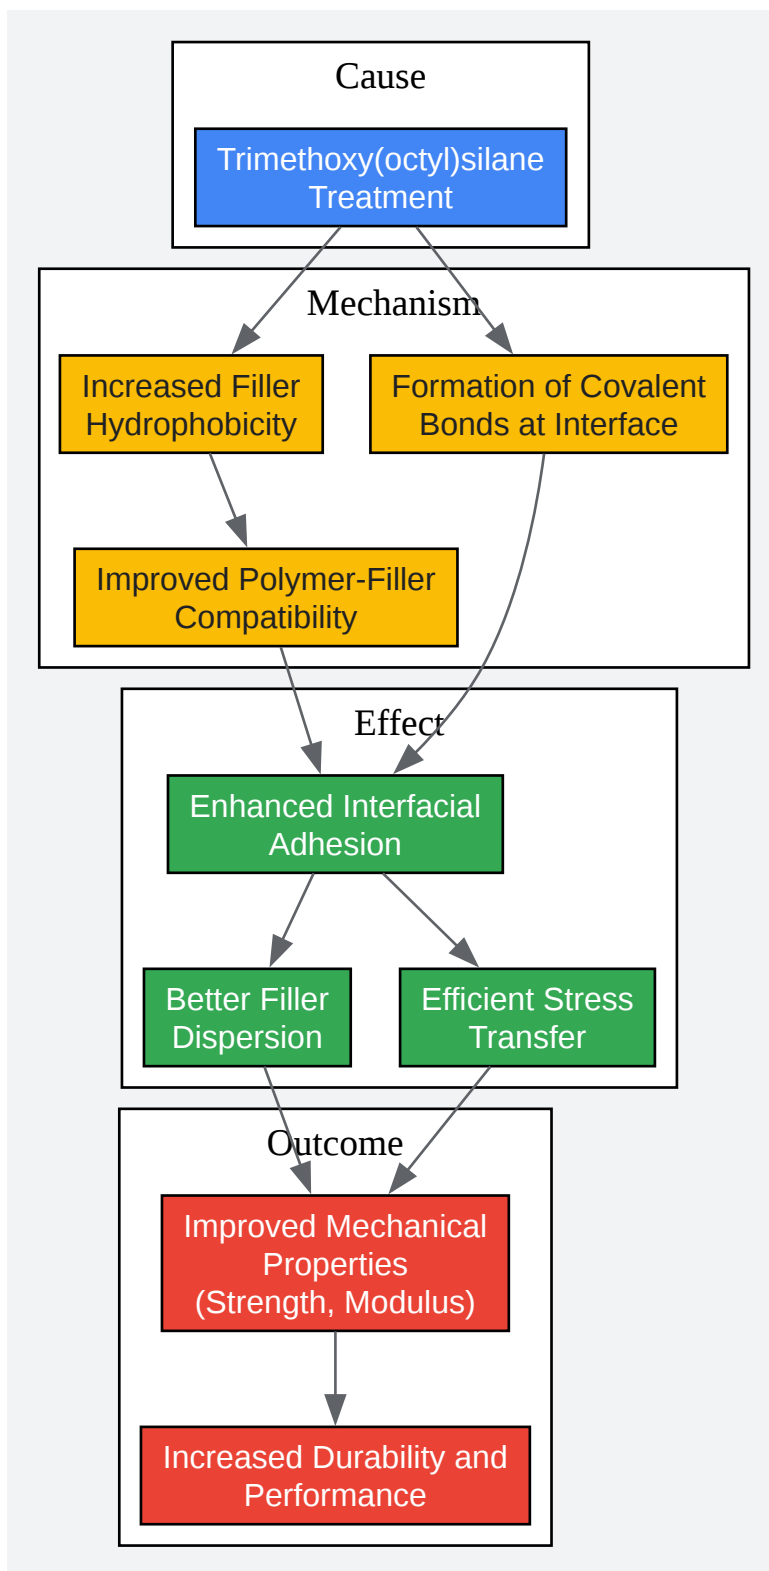 Cause
Trimethoxy(octyl)silane
Treatment
Mechanism
Increased Filler
Hydrophobicity
Formation of Covalent
Bonds at Interface
Improved Polymer-Filler
Compatibility
Effect
Enhanced Interfacial
Adhesion
Better Filler
Dispersion
Efficient Stress
Transfer
Outcome
Improved Mechanical
Properties
(Strength, Modulus)
Increased Durability and
Performance